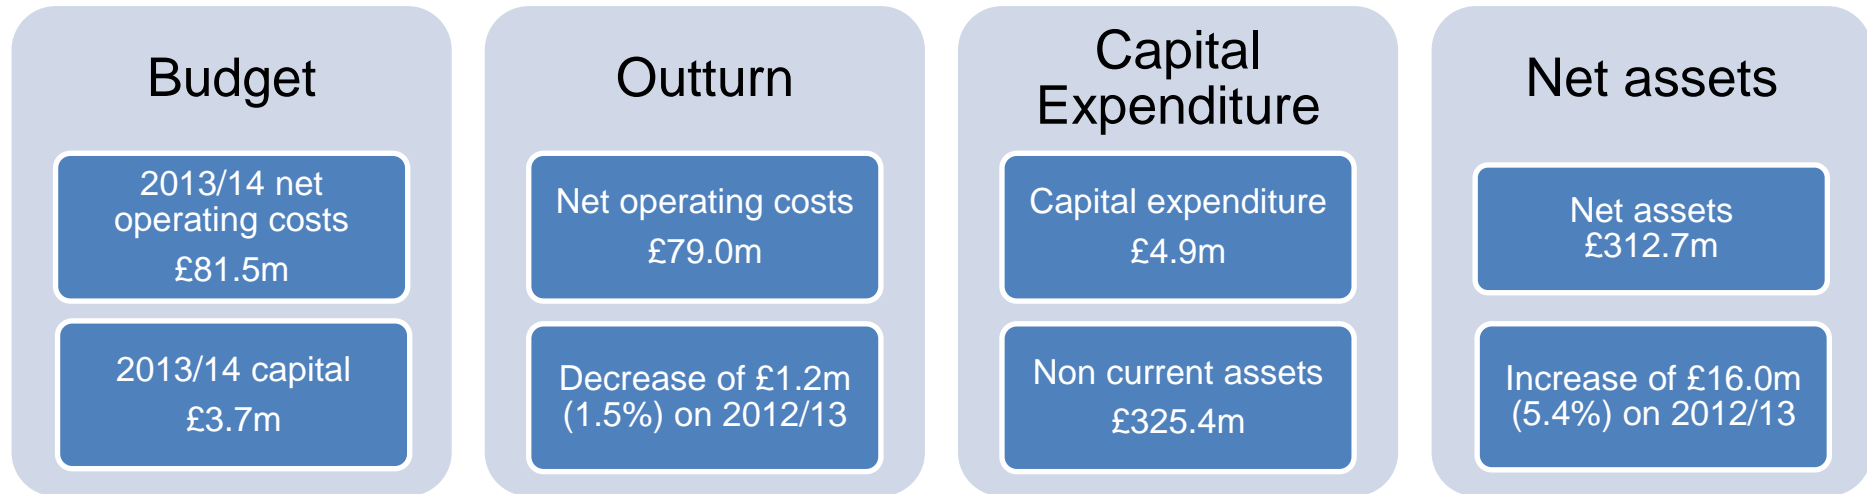 Budget
2013/14 net
operating costs
£81.5m
2013/14 capital
£3.7m
Outturn
Net operating costs
£79.0m
Decrease of £1.2m
(1.5%) on 2012/13
Capital
Expenditure
Capital expenditure
£4.9m
Non current assets
£325.4m
Net assets
Net assets
£312.7m
Increase of £16.0m
(5.4%) on 2012/13